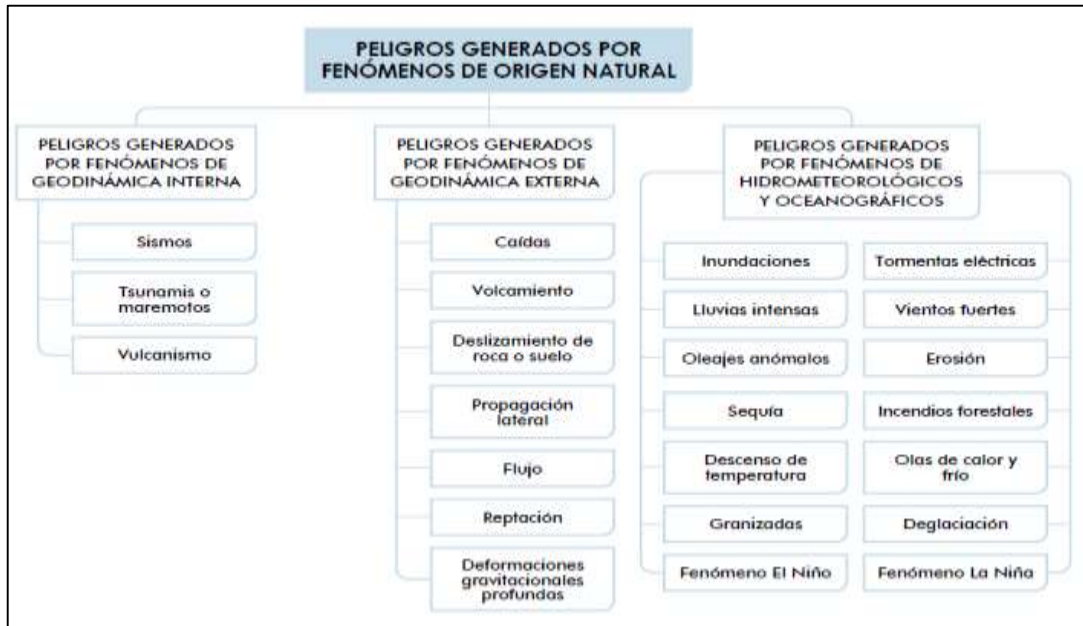 PELIGROS GENERADOS POR
FENÓMENOS DE ORIGEN NATURAL
PELIGROS GENERADOS
POR FENÓMENOS DE
GEODINÁMICA INTERNA
Sismos
Tsunamis o
maremotos
Vulcanismo
PELIGROS GENERADOS
POR FENÓMENOS DE
GEODINÁMICA EXTERNA
Caídas
Volcamiento
Deslizamiento de
roca o suelo
Propagación
lateral
Flujo
Reptación
Deformaciones
gravitacionales
profundas
PELIGROS GENERADOS
POR FENÓMENOS DE
HIDROMETEOROLÓGICOS
Y OCEANOGRÁFICOS
Inundaciones
Lluvias intensas
Oleajes anómalos
Sequía
Descenso de
temperatura
Granizadas
Fenómeno El Niño
Tormentas eléctricas
Vientos fuertes
Erosión
Incendios forestales
Olas de calor y
frío
Deglaciación
Fenómeno La Niña